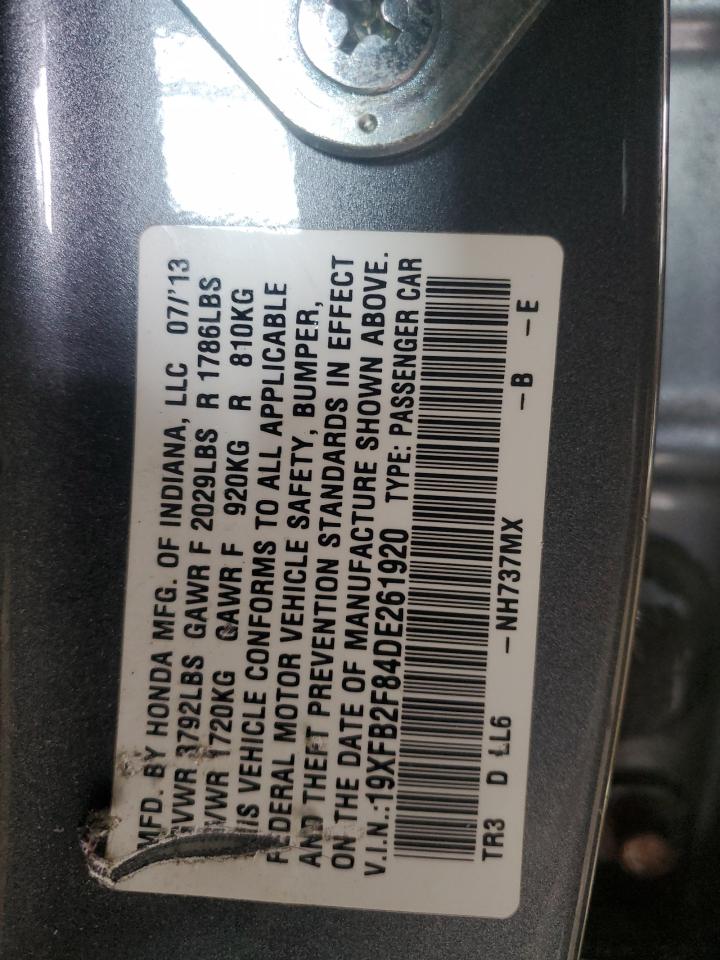 MFD. BY HONDA MFG. OF INDIANA, LLC 07/'13
GVWR 3792LBS GAWR F 2029LBS R 1786LBS
GVWR 1720KG GAWR F 920KG R 810KG
THIS VEHICLE CONFORMS TO ALL APPLICABLE
FEDERAL MOTOR VEHICLE SAFETY, BUMPER,
AND THEFT PREVENTION STANDARDS IN EFFECT
ON THE DATE OF MANUFACTURE SHOWN ABOVE.
V.I.N.:19XFB2F84DE261920 TYPE: PASSENGER CAR
TR3 D LL6 -NH737MX -B -E